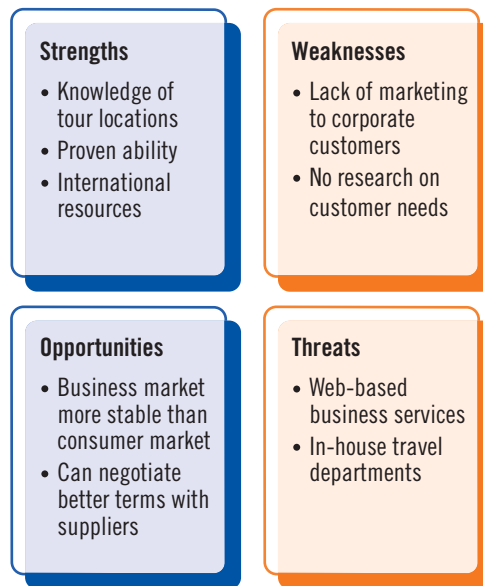 Strengths
• Knowledge of
tour locations
• Proven ability
• International
resources
Weaknesses
• Lack of marketing
to corporate
customers
• No research on
customer needs
Opportunities
• Business market
more stable than
consumer market
• Can negotiate
better terms with
suppliers
Threats
• Web-based
business services
• In-house travel
departments